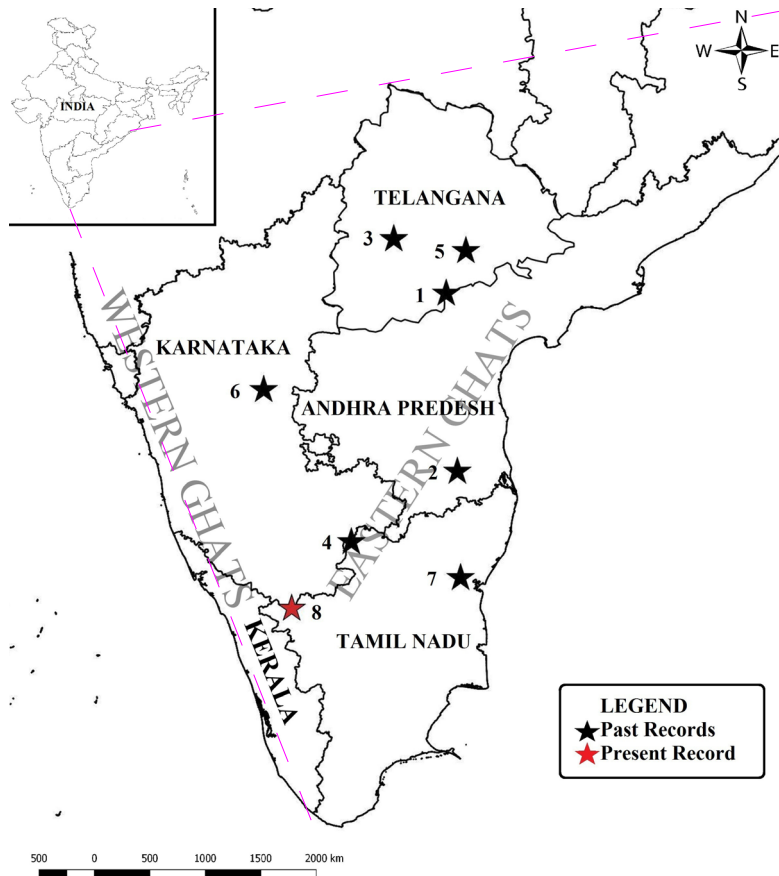 INDIA
N
W E
S
TELANGANA
3
5
1
WESTERN GHATS
KARNATAKA
6
ANDHRA PREDESH
EASTERN GHATS
2
4
7
8
KERALA
TAMIL NADU
LEGEND
Past Records
Present Record
500 0 500 1000 1500 2000 km